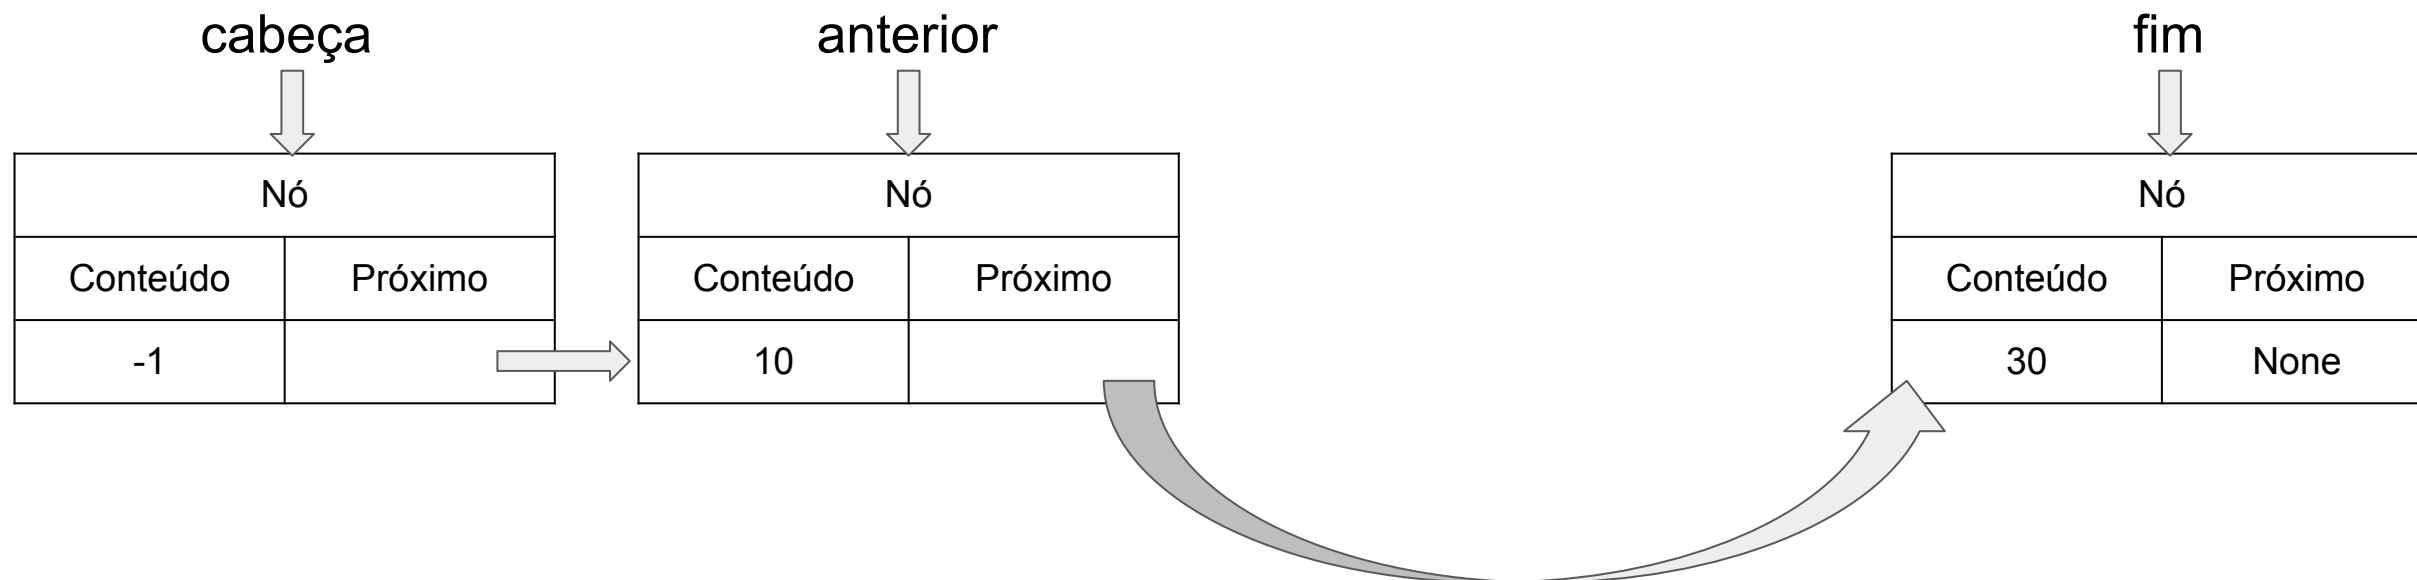 cabeça anterior fim
Nó Nó Nó
Conteúdo Próximo Conteúdo Próximo Conteúdo Próximo
-1 10 30 None